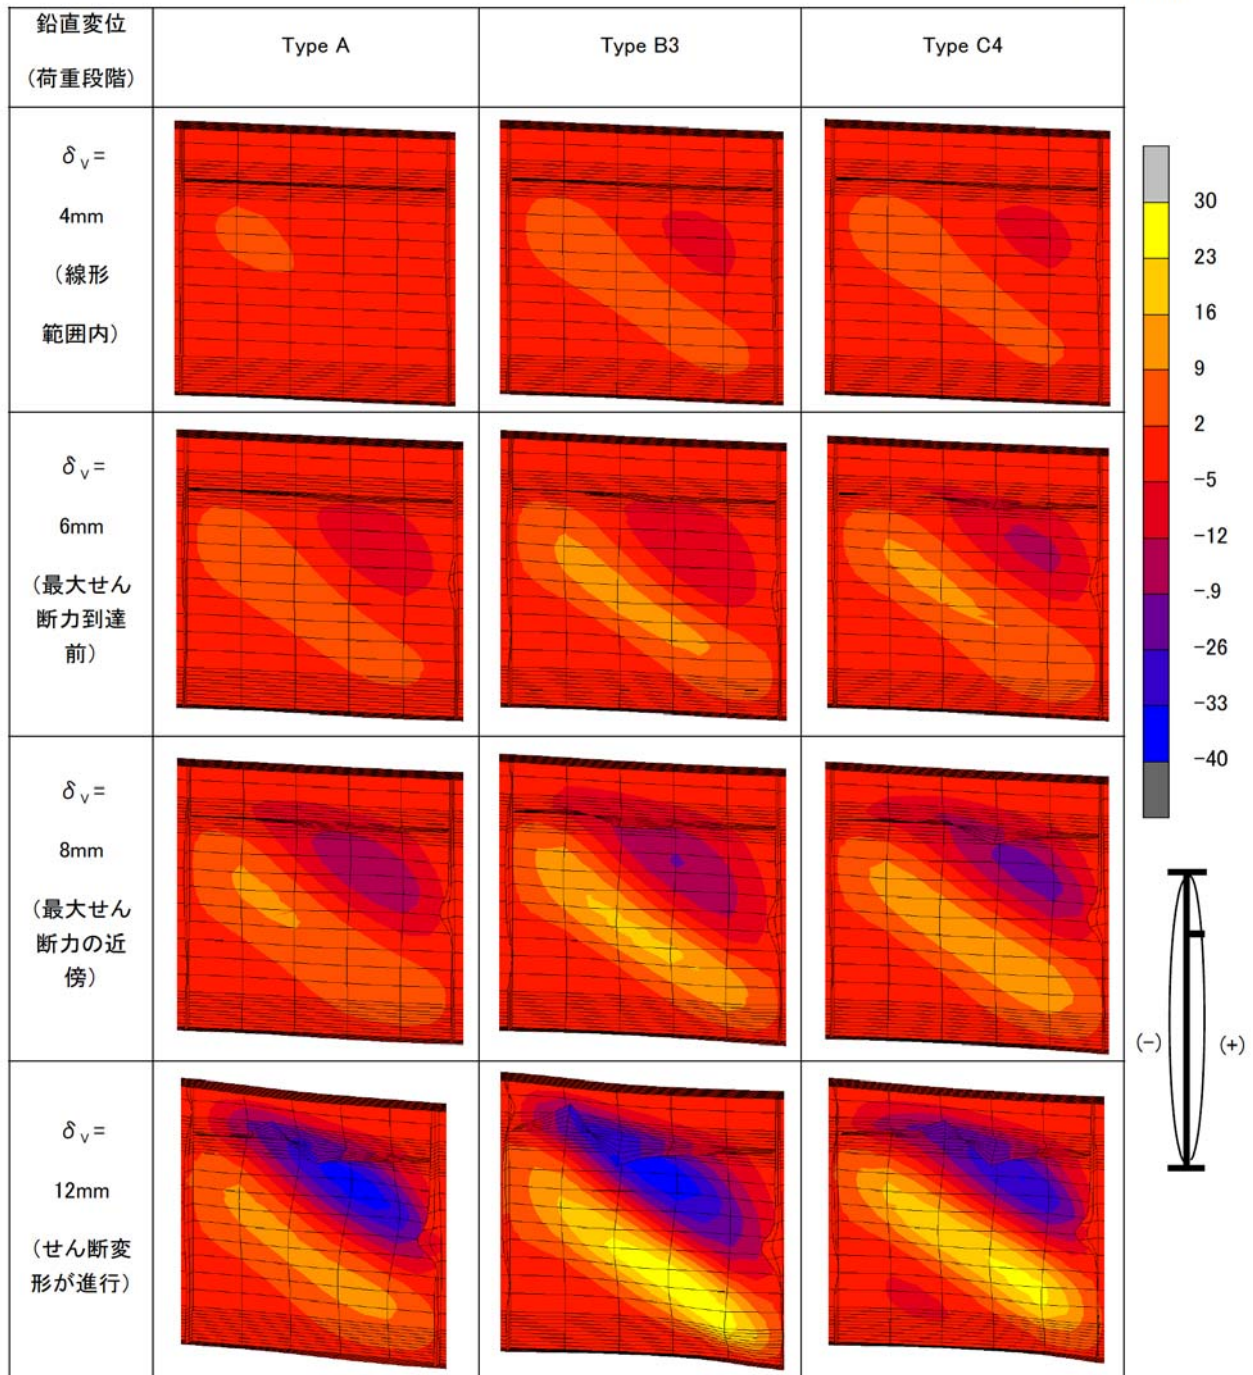 鉛直変位
(荷重段階)
Type A
Type B3
Type C4
δV=
4mm
(線形
範囲内)
δV=
6mm
(最大せん
断力到達
前)
δV=
8mm
(最大せん
断力の近
傍)
δV=
12mm
(せん断変
形が進行)
30
23
16
9
2
-5
-12
-.9
-26
-33
-40
(-)
(+)